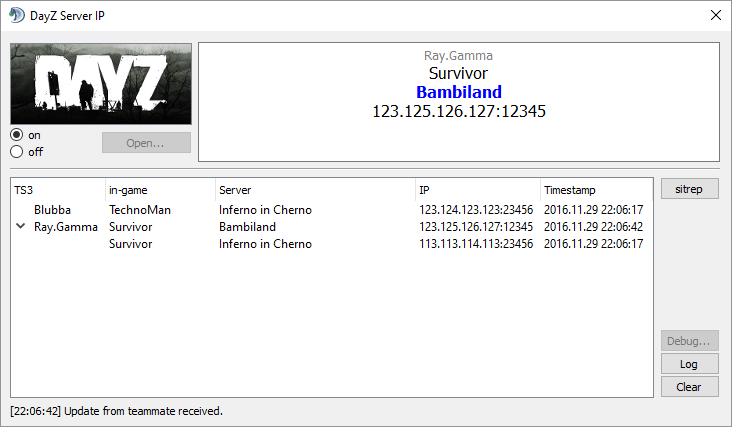 DayZ Server IP
DAYZ
Ray.Gamma
Survivor
Bambiland
123.125.126.127:12345
on
off
Open...
TS3 in-game Server IP Timestamp
Blubba TechnoMan Inferno in Cherno 123.124.123.123:23456 2016.11.29 22:06:17
Ray.Gamma Survivor Bambiland 123.125.126.127:12345 2016.11.29 22:06:42
Survivor Inferno in Cherno 113.113.114.113:23456 2016.11.29 22:06:17
sitrep
Debug...
Log
Clear
[22:06:42] Update from teammate received.